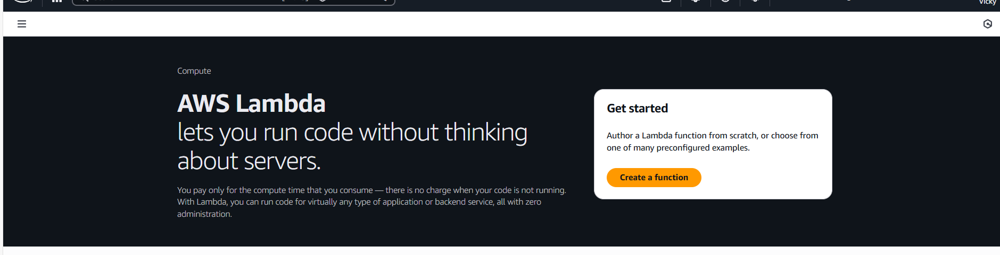 Vicky
Compute
AWS Lambda
lets you run code without thinking
about servers.
You pay only for the compute time that you consume — there is no charge when your code is not running.
With Lambda, you can run code for virtually any type of application or backend service, all with zero
administration.
Get started
Author a Lambda function from scratch, or choose from
one of many preconfigured examples.
Create a function